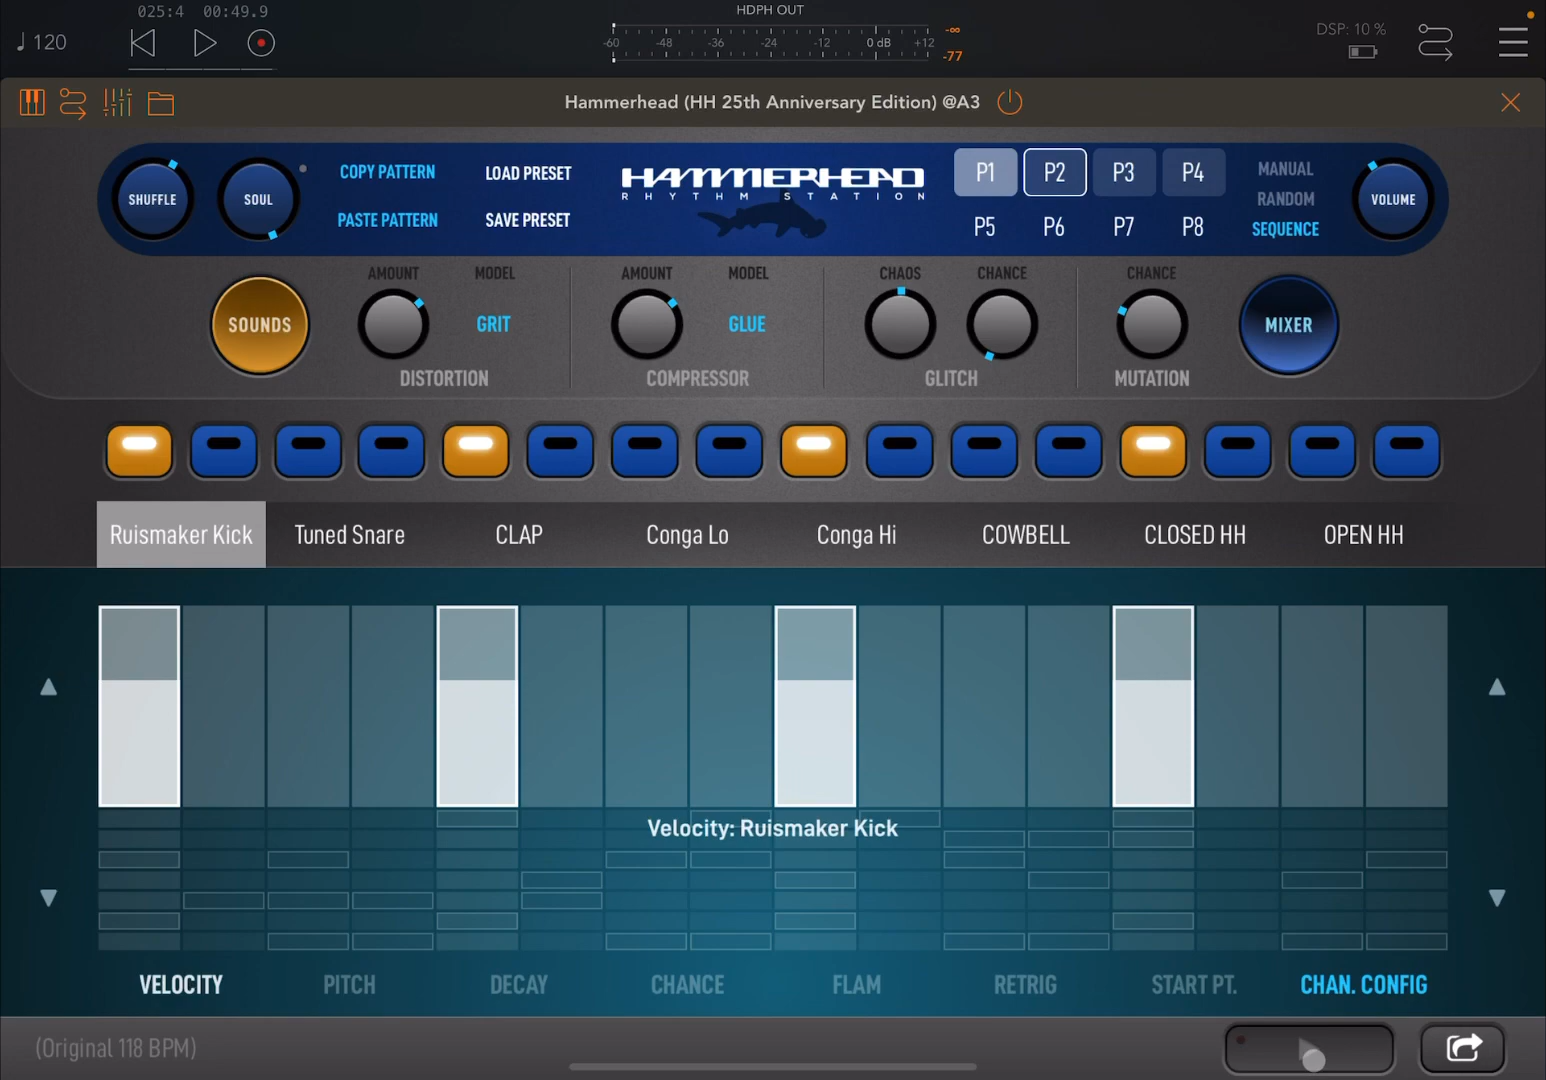 025:4 00:49.9
HDPH OUT
♩ 120
-60 -48 -36 -24 -12 0 dB +12
-∞
-77
DSP: 10 %
Hammerhead (HH 25th Anniversary Edition) @A3
SHUFFLE
SOUL
COPY PATTERN
PASTE PATTERN
LOAD PRESET
SAVE PRESET
HAMMERHEAD
RHYTHM STATION
P1 P2 P3 P4
P5 P6 P7 P8
MANUAL
RANDOM
SEQUENCE
VOLUME
SOUNDS
AMOUNT MODEL
GRIT
DISTORTION
AMOUNT MODEL
GLUE
COMPRESSOR
CHAOS CHANCE
GLITCH
CHANCE
MUTATION
MIXER
Ruismaker Kick Tuned Snare CLAP Conga Lo Conga Hi COWBELL CLOSED HH OPEN HH
Velocity: Ruismaker Kick
VELOCITY PITCH DECAY CHANCE FLAM RETRIG START PT. CHAN. CONFIG
(Original 118 BPM)